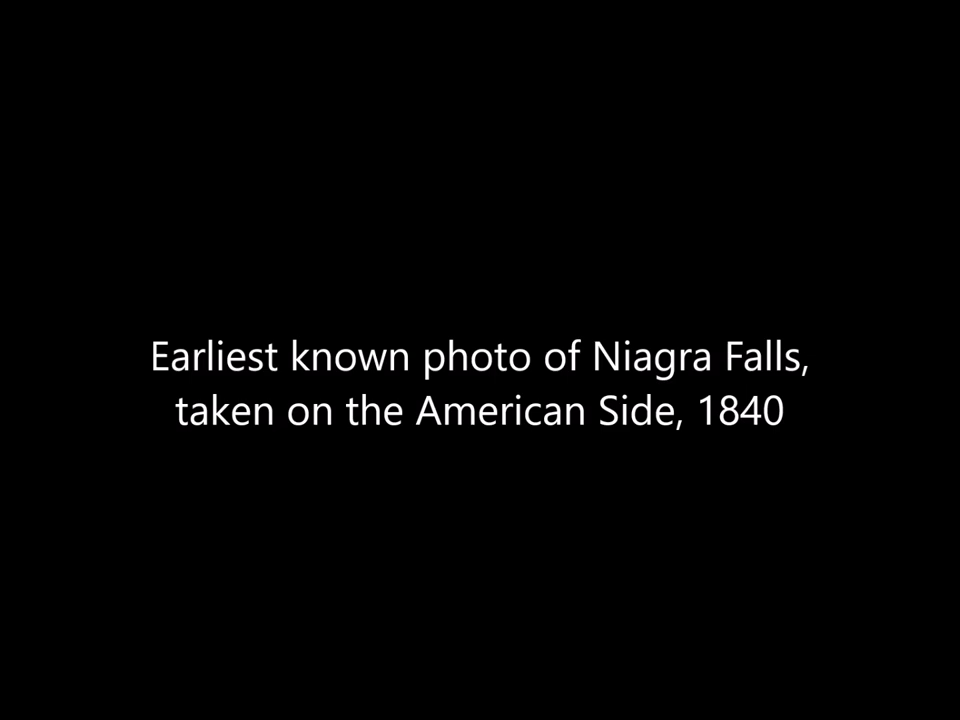 Earliest known photo of Niagra Falls,
taken on the American Side, 1840